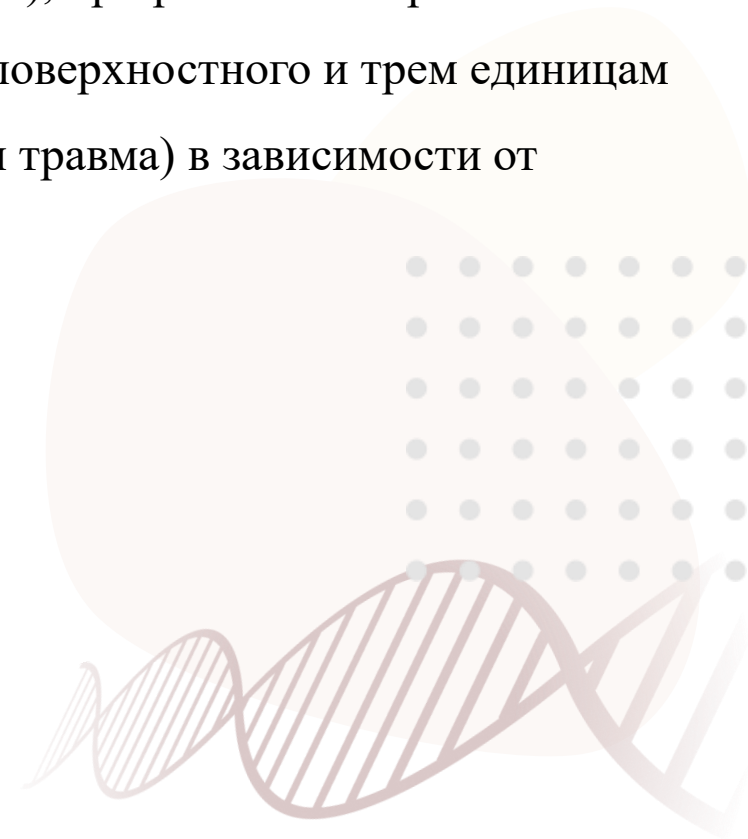 поверхностного и трем единицам
травма) в зависимости от